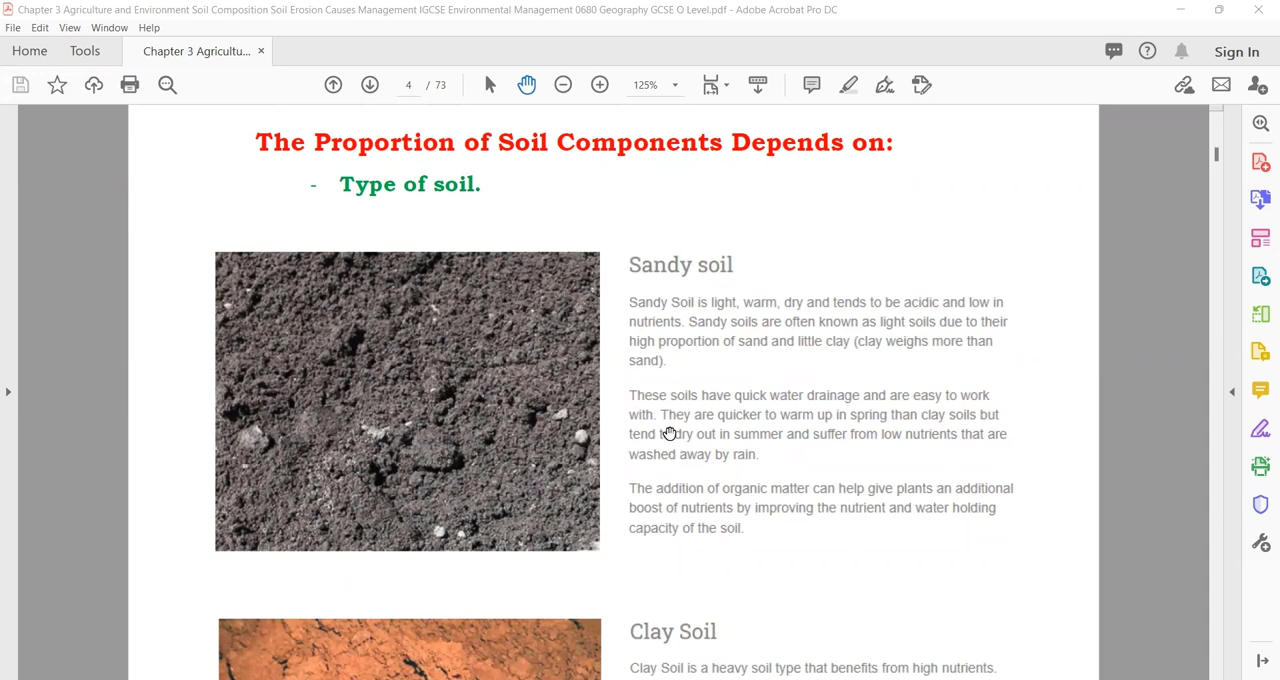 Chapter 3 Agriculture and Environment Soil Composition Soil Erosion Causes Management IGCSE Environmental Management 0680 Geography GCSE O Level.pdf - Adobe Acrobat Pro DC
File Edit View Window Help
Home Tools Chapter 3 Agricultu... × Sign In
4 / 73 125%
The Proportion of Soil Components Depends on:
- Type of soil.
Sandy soil
Sandy Soil is light, warm, dry and tends to be acidic and low in
nutrients. Sandy soils are often known as light soils due to their
high proportion of sand and little clay (clay weighs more than
sand).
These soils have quick water drainage and are easy to work
with. They are quicker to warm up in spring than clay soils but
tend to dry out in summer and suffer from low nutrients that are
washed away by rain.
The addition of organic matter can help give plants an additional
boost of nutrients by improving the nutrient and water holding
capacity of the soil.
Clay Soil
Clay Soil is a heavy soil type that benefits from high nutrients.